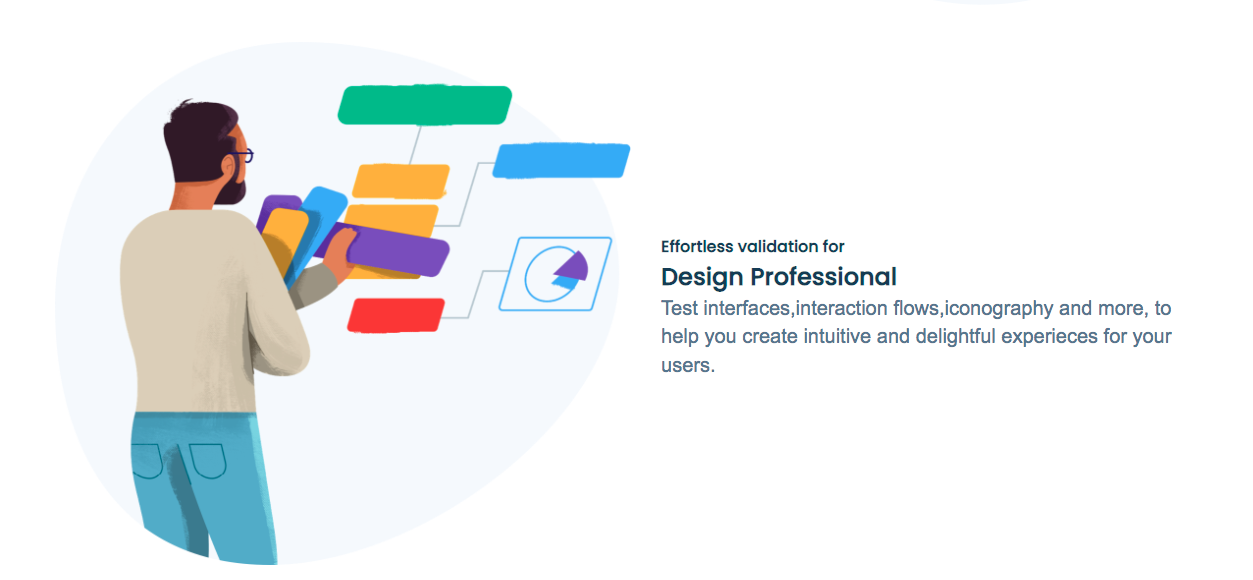 Effortless validation for
Design Professional
Test interfaces,interaction flows,iconography and more, to
help you create intuitive and delightful experieces for your
users.